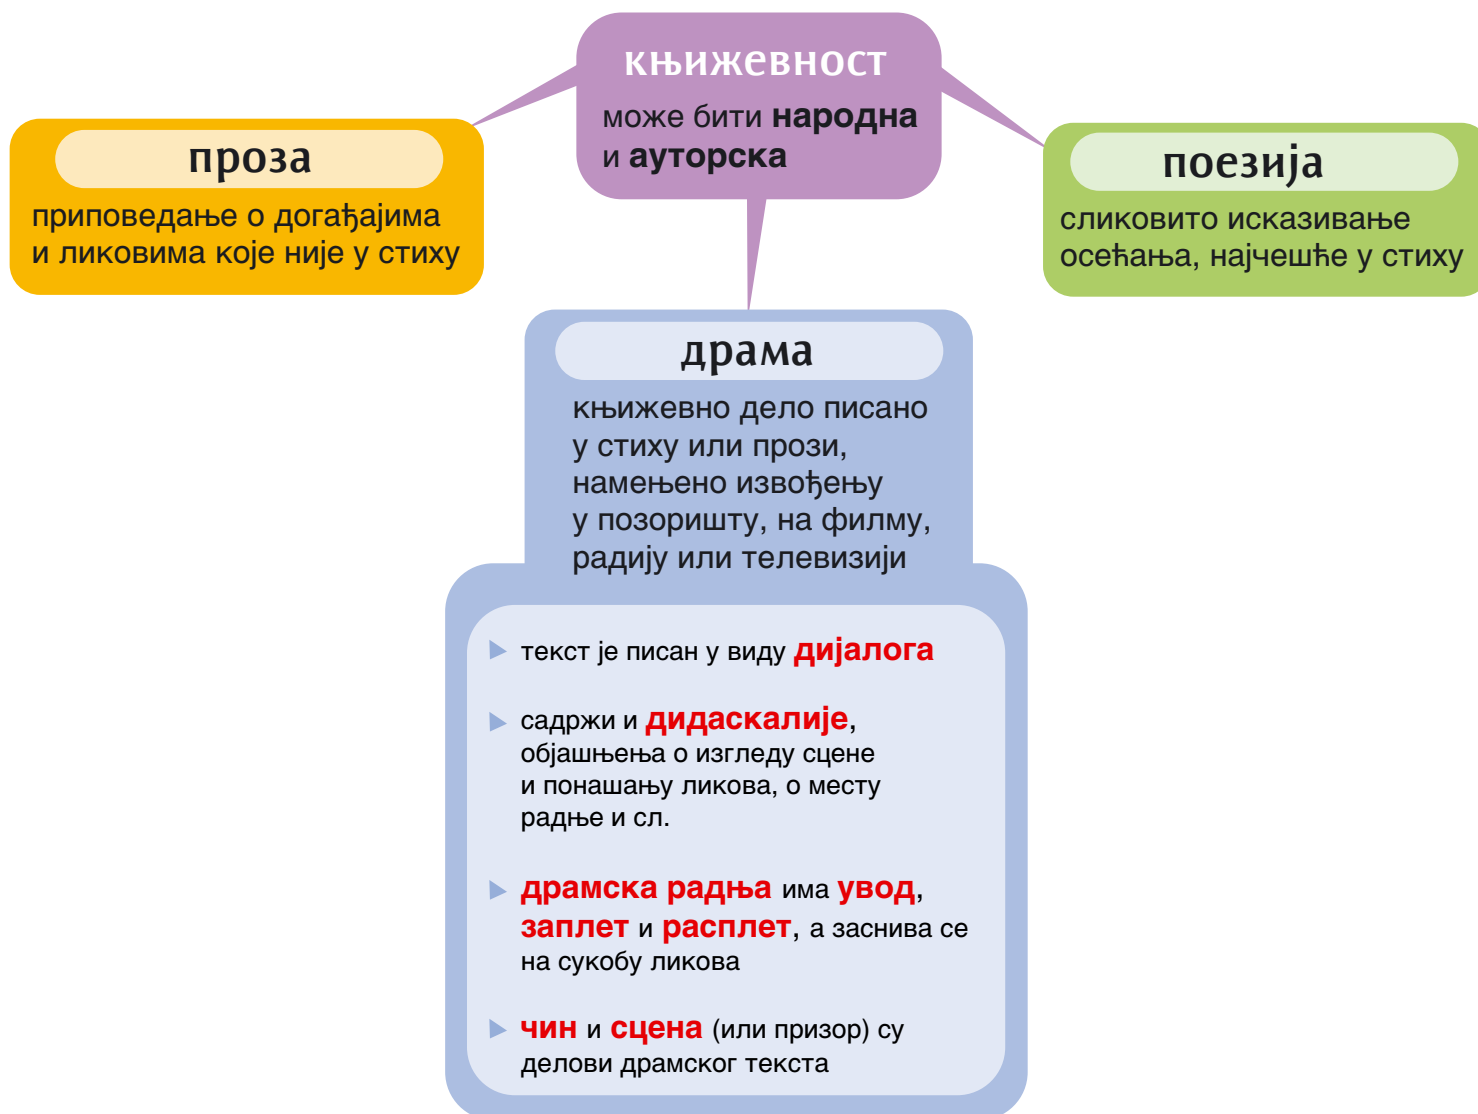 књижевност
може бити народна
и ауторска
проза
приповедање о догађајима
и ликовима које није у стиху
поезија
сликовито исказивање
осећања, најчешће у стиху
драма
књижевно дело писано
у стиху или прози,
намењено извођењу
у позоришту, на филму,
радију или телевизији
текст је писан у виду дијалога
садржи и дидаскалије,
објашњења о изгледу сцене
и понашању ликова, о месту
радње и сл.
драмска радња има увод,
заплет и расплет, а заснива се
на сукобу ликова
чин и сцена (или призор) су
делови драмског текста